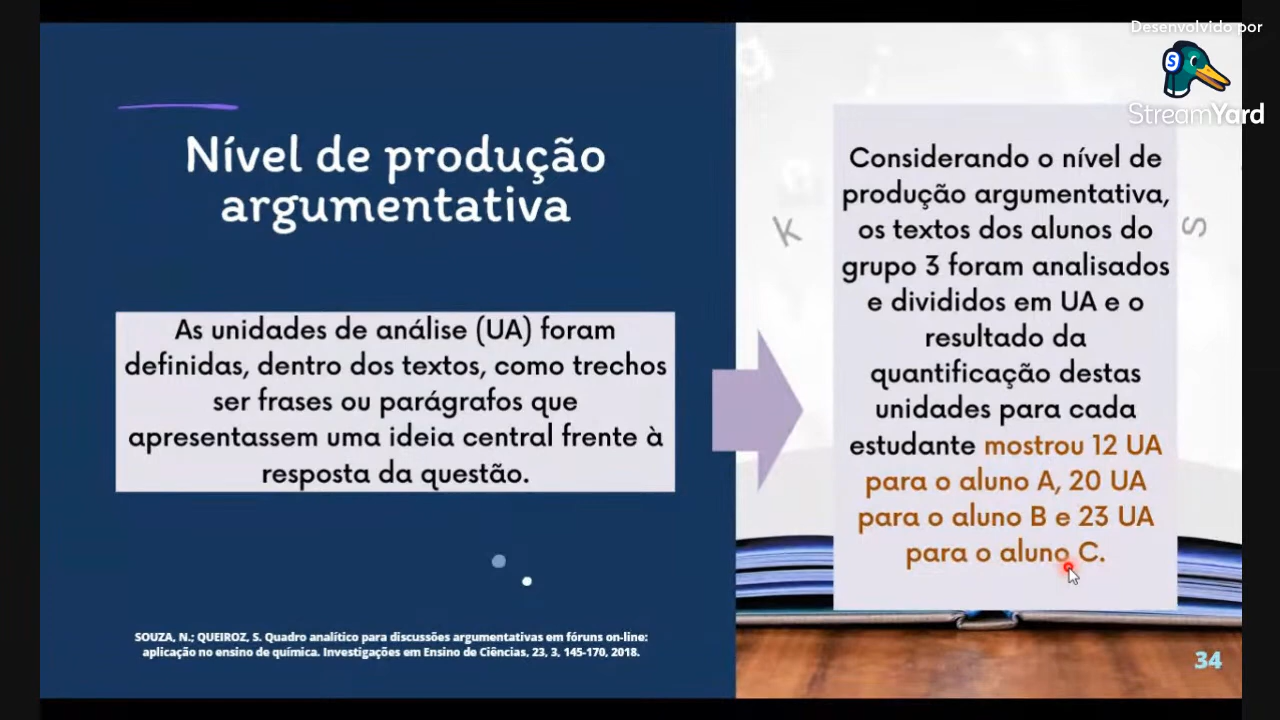 Desenvolvido por
StreamYard
Nível de produção
argumentativa
As unidades de análise (UA) foram
definidas, dentro dos textos, como trechos
ser frases ou parágrafos que
apresentassem uma ideia central frente à
resposta da questão.
Considerando o nível de
produção argumentativa,
os textos dos alunos do
grupo 3 foram analisados
e divididos em UA e o
resultado da
quantificação destas
unidades para cada
estudante mostrou 12 UA
para o aluno A, 20 UA
para o aluno B e 23 UA
para o aluno C.
k
s
SOUZA, N.; QUEIROZ, S. Quadro analítico para discussões argumentativas em fóruns on-line:
aplicação no ensino de química. Investigações em Ensino de Ciências, 23, 3, 145-170, 2018.
34